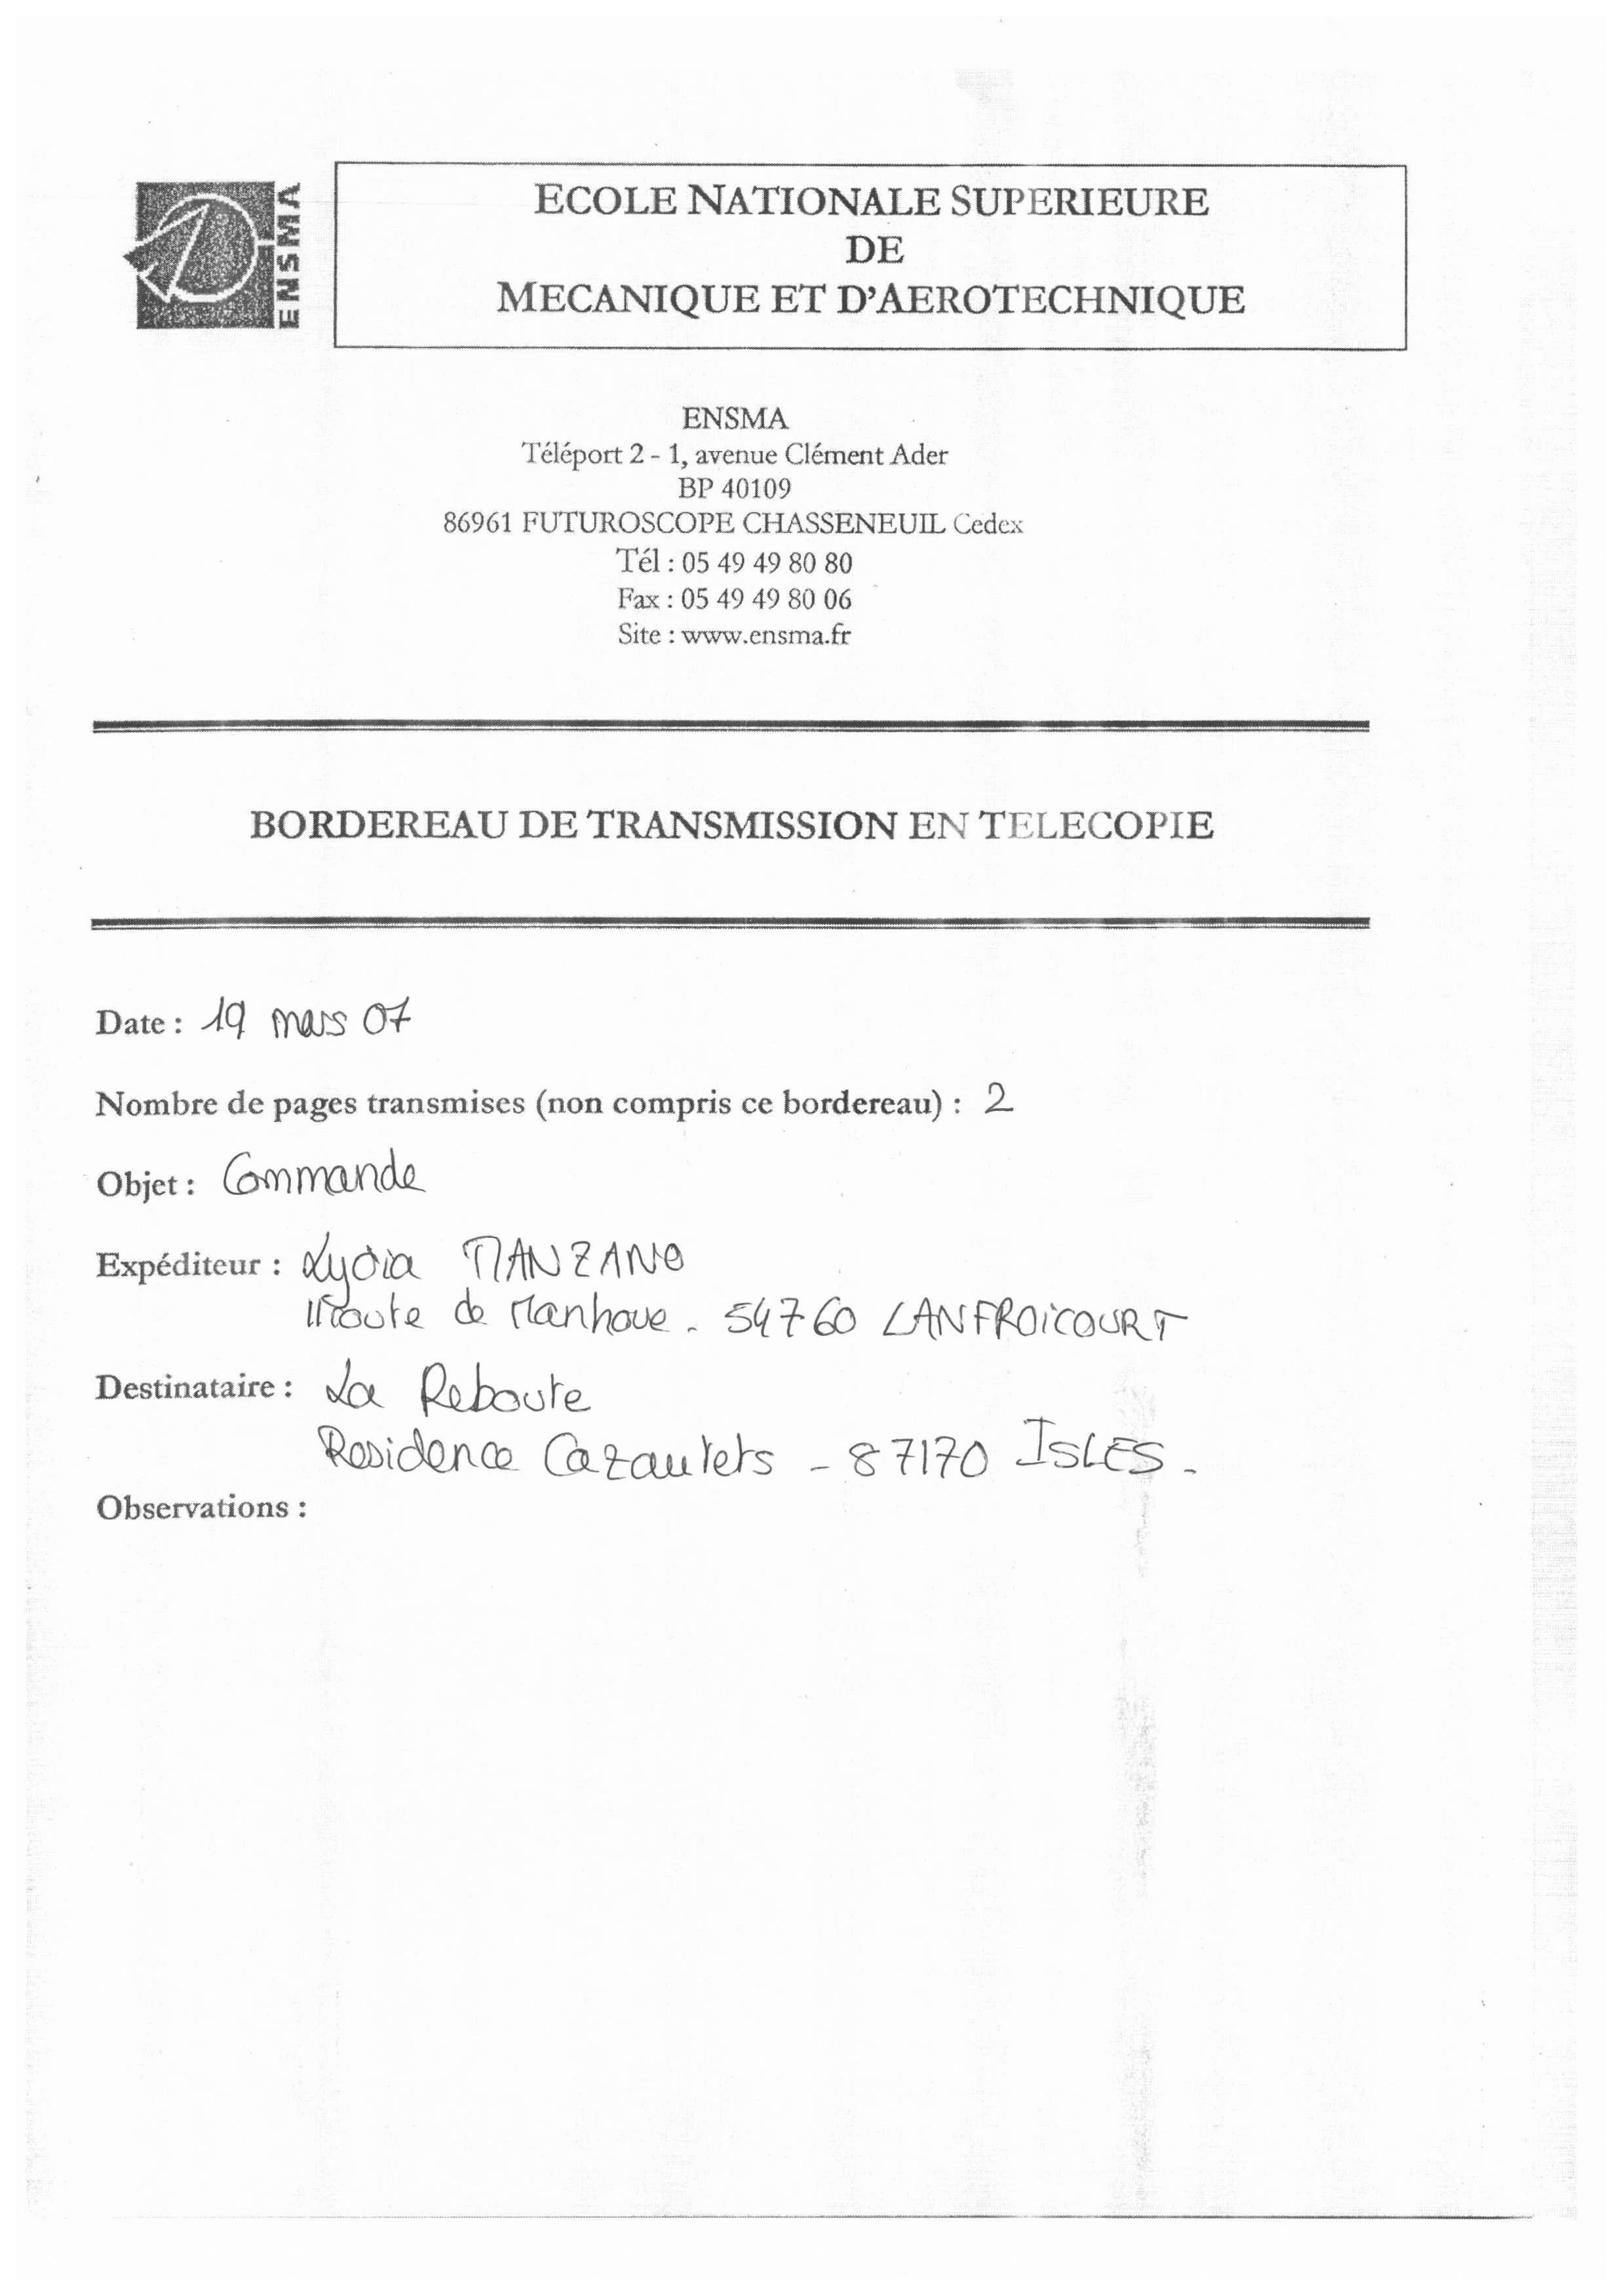 ENSMA
ECOLE NATIONALE SUPERIEURE
DE
MECANIQUE ET D'AEROTECHNIQUE
ENSMA
Téléport 2 - 1, avenue Clément Ader
BP 40109
86961 FUTUROSCOPE CHASSENEUIL Cedex
Tél : 05 49 49 80 80
Fax : 05 49 49 80 06
Site : www.ensma.fr
BORDEREAU DE TRANSMISSION EN TELECOPIE
Date : 19 mars 07
Nombre de pages transmises (non compris ce bordereau) : 2
Objet : Commande
Expéditeur : Lydia MANZANO
Route de Manhoue - 54760 LANFROICOURT
Destinataire : La Reboute
Residence - 87170 ISLES -
Observations :